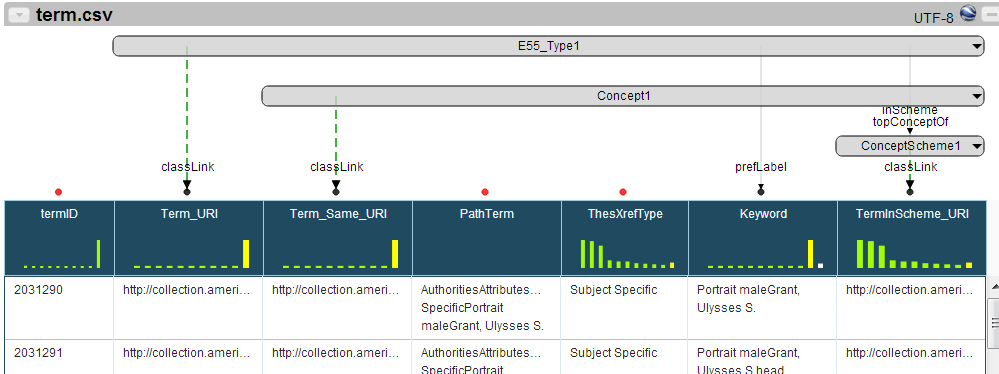 term.csv
UTF-8
E55_Type1
Concept1
inScheme
topConceptOf
ConceptScheme1
classLink classLink prefLabel classLink
termID Term_URI Term_Same_URI PathTerm ThesXrefType Keyword TermInScheme_URI
2031290 http://collection.ameri... http://collection.ameri... AuthoritiesAttributes... Subject Specific Portrait maleGrant, http://collection.ameri...
SpecificPortrait Ulysses S.
maleGrant, Ulysses S.
2031291 http://collection.ameri... http://collection.ameri... AuthoritiesAttributes... Subject Specific Portrait maleGrant, http://collection.ameri...
SpecificPortrait Ulysses S head